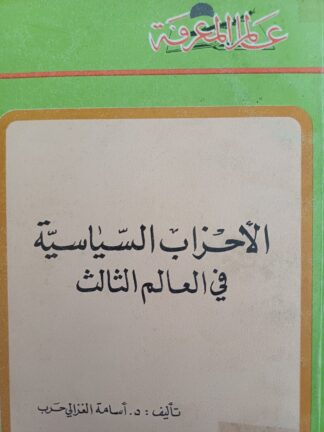 عالم المعرفة
الأحزاب السياسية
في العالم الثالث
تأليف: د. أسامة الغزالي حرب